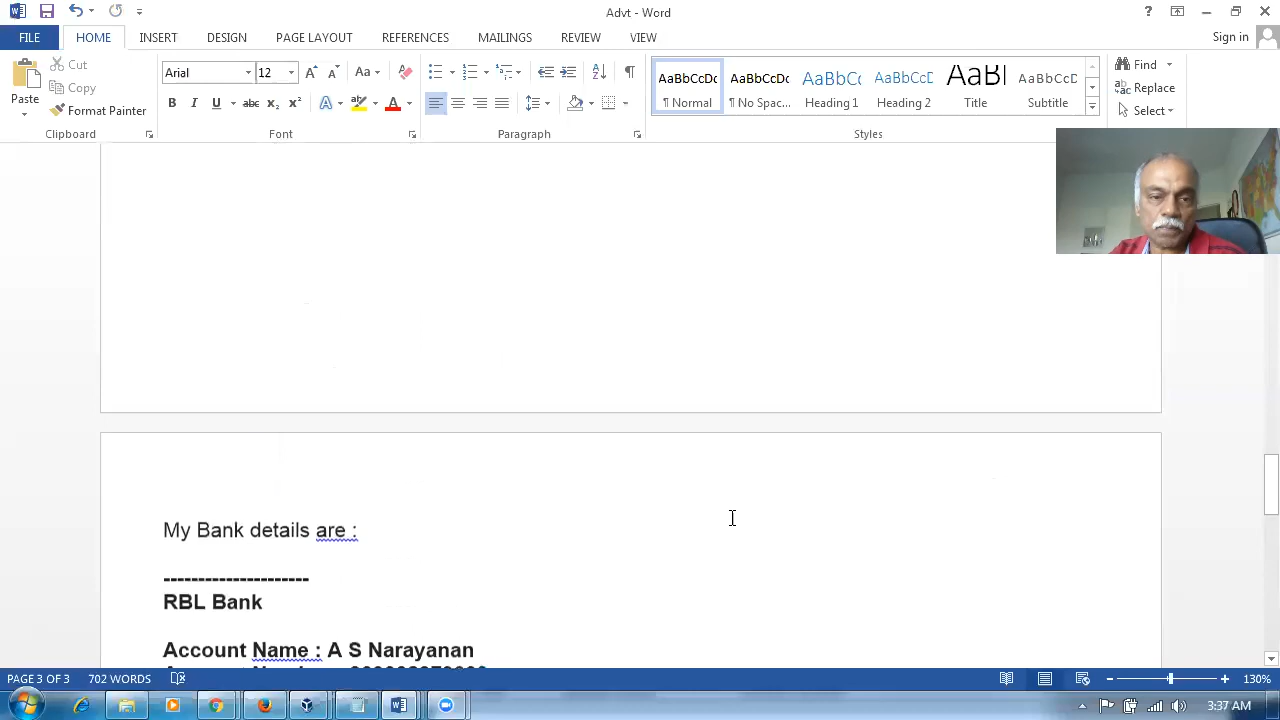 Advt - Word
FILE HOME INSERT DESIGN PAGE LAYOUT REFERENCES MAILINGS REVIEW VIEW Sign in
Paste
Cut
Copy
Format Painter
Clipboard
Arial 12
Font
Paragraph
AaBbCcDc AaBbCcDc AaBbCc AaBbCcD AaB AaBbCcD
¶ Normal ¶ No Spac... Heading 1 Heading 2 Title Subtitle
Styles
Find
Replace
Select
My Bank details are :
---------------------
RBL Bank
Account Name : A S Narayanan
PAGE 3 OF 3 702 WORDS 130%
3:37 AM